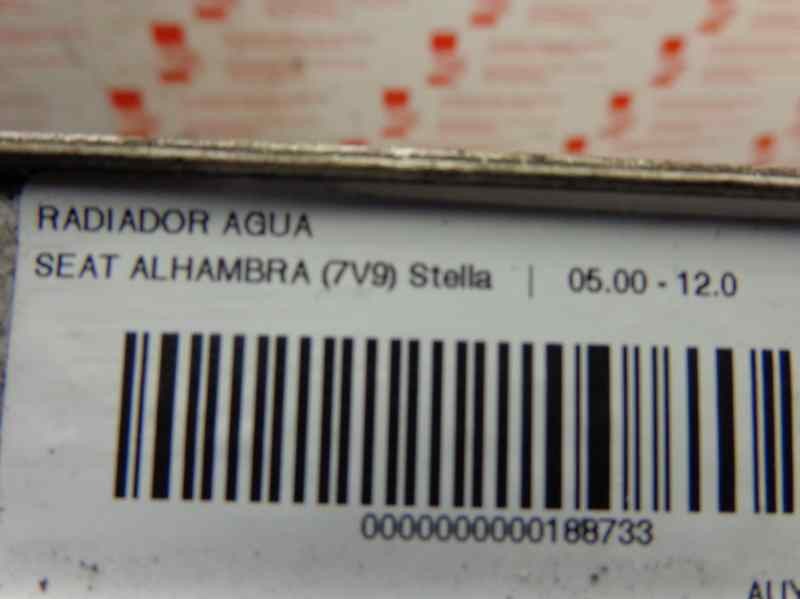 RADIADOR AGUA
SEAT ALHAMBRA (7V9) Stella | 05.00 - 12.0
0000000000188733